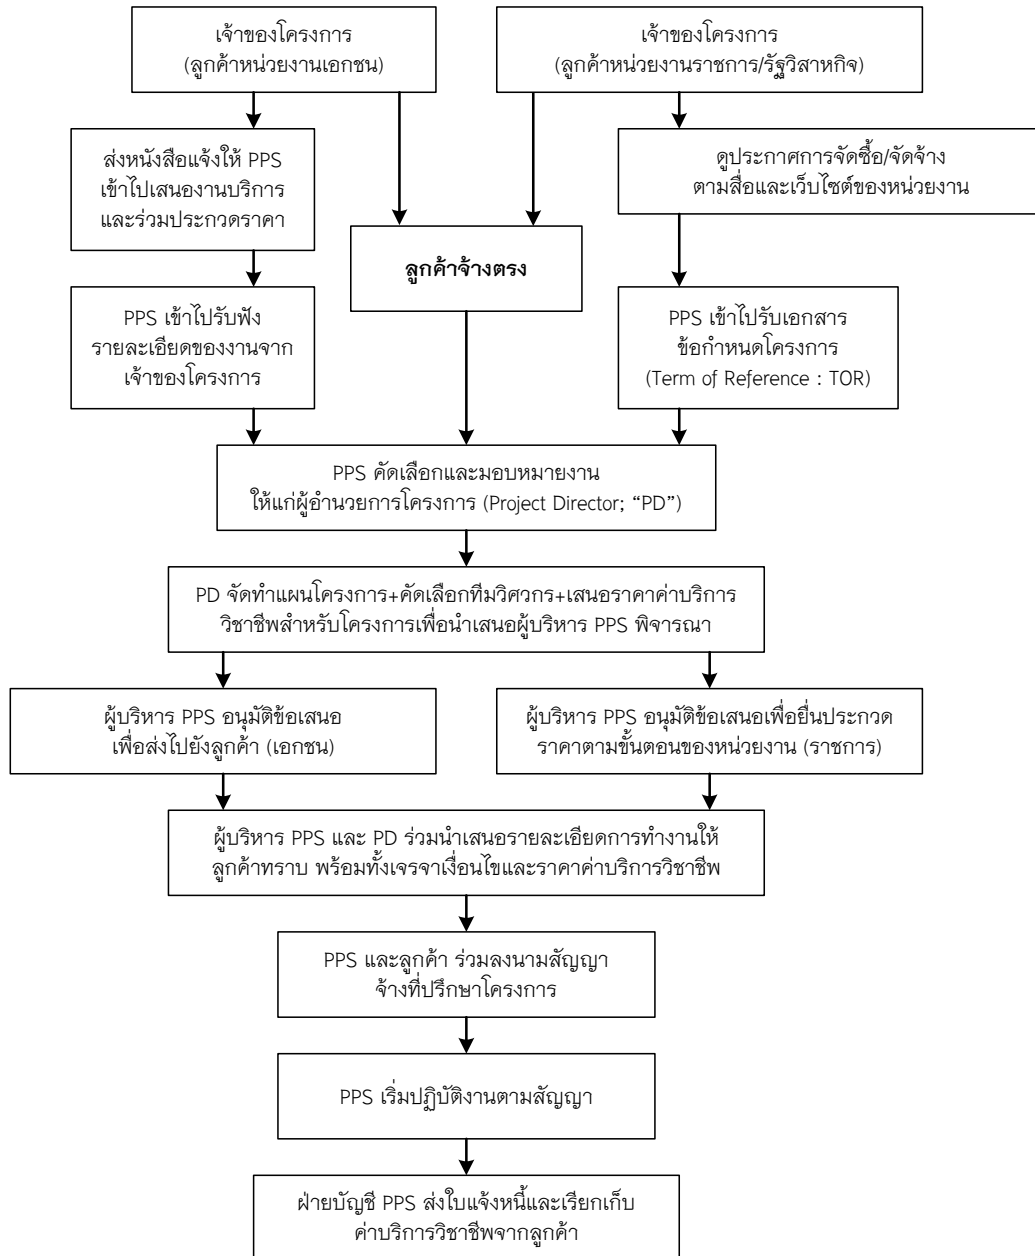 เจ้าของโครงการ
(ลูกค้าหน่วยงานเอกชน)
เจ้าของโครงการ
(ลูกค้าหน่วยงานราชการ/รัฐวิสาหกิจ)
ส่งหนังสือแจ้งให้ PPS
เข้าไปเสนองานบริการ
และร่วมประกวดราคา
ดูประกาศการจัดซื้อ/จัดจ้าง
ตามสื่อและเว็บไซต์ของหน่วยงาน
ลูกค้าจ้างตรง
PPS เข้าไปรับฟัง
รายละเอียดของงานจาก
เจ้าของโครงการ
PPS เข้าไปรับเอกสาร
ข้อกำหนดโครงการ
(Term of Reference : TOR)
PPS คัดเลือกและมอบหมายงาน
ให้แก่ผู้อำนวยการโครงการ (Project Director; “PD”)
PD จัดทำแผนโครงการ+คัดเลือกทีมวิศวกร+เสนอราคาค่าบริการ
วิชาชีพสำหรับโครงการเพื่อนำเสนอผู้บริหาร PPS พิจารณา
ผู้บริหาร PPS อนุมัติข้อเสนอ
เพื่อส่งไปยังลูกค้า (เอกชน)
ผู้บริหาร PPS อนุมัติข้อเสนอเพื่อยื่นประกวด
ราคาตามขั้นตอนของหน่วยงาน (ราชการ)
ผู้บริหาร PPS และ PD ร่วมนำเสนอรายละเอียดการทำงานให้
ลูกค้าทราบ พร้อมทั้งเจรจาเงื่อนไขและราคาค่าบริการวิชาชีพ
PPS และลูกค้า ร่วมลงนามสัญญา
จ้างที่ปรึกษาโครงการ
PPS เริ่มปฏิบัติงานตามสัญญา
ฝ่ายบัญชี PPS ส่งใบแจ้งหนี้และเรียกเก็บ
ค่าบริการวิชาชีพจากลูกค้า